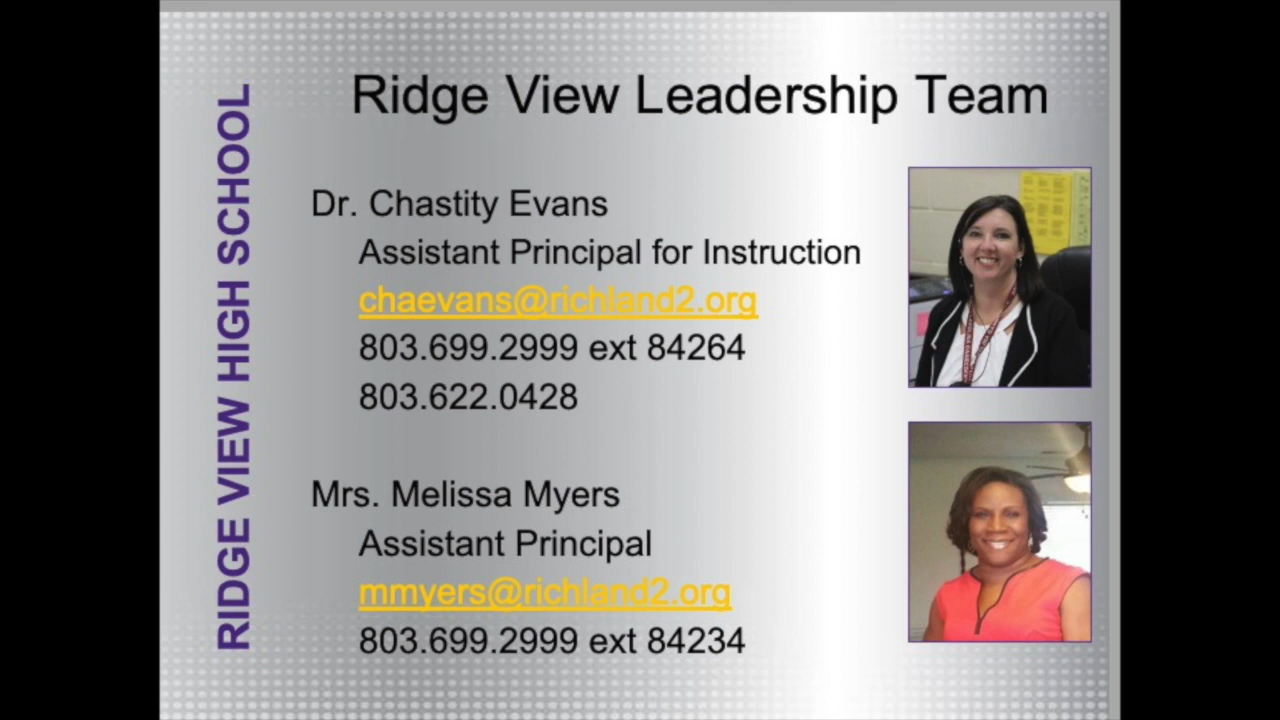 Ridge View Leadership Team
RIDGE VIEW HIGH SCHOOL
Dr. Chastity Evans
Assistant Principal for Instruction
chaevans@richland2.org
803.699.2999 ext 84264
803.622.0428
Mrs. Melissa Myers
Assistant Principal
mmyers@richland2.org
803.699.2999 ext 84234